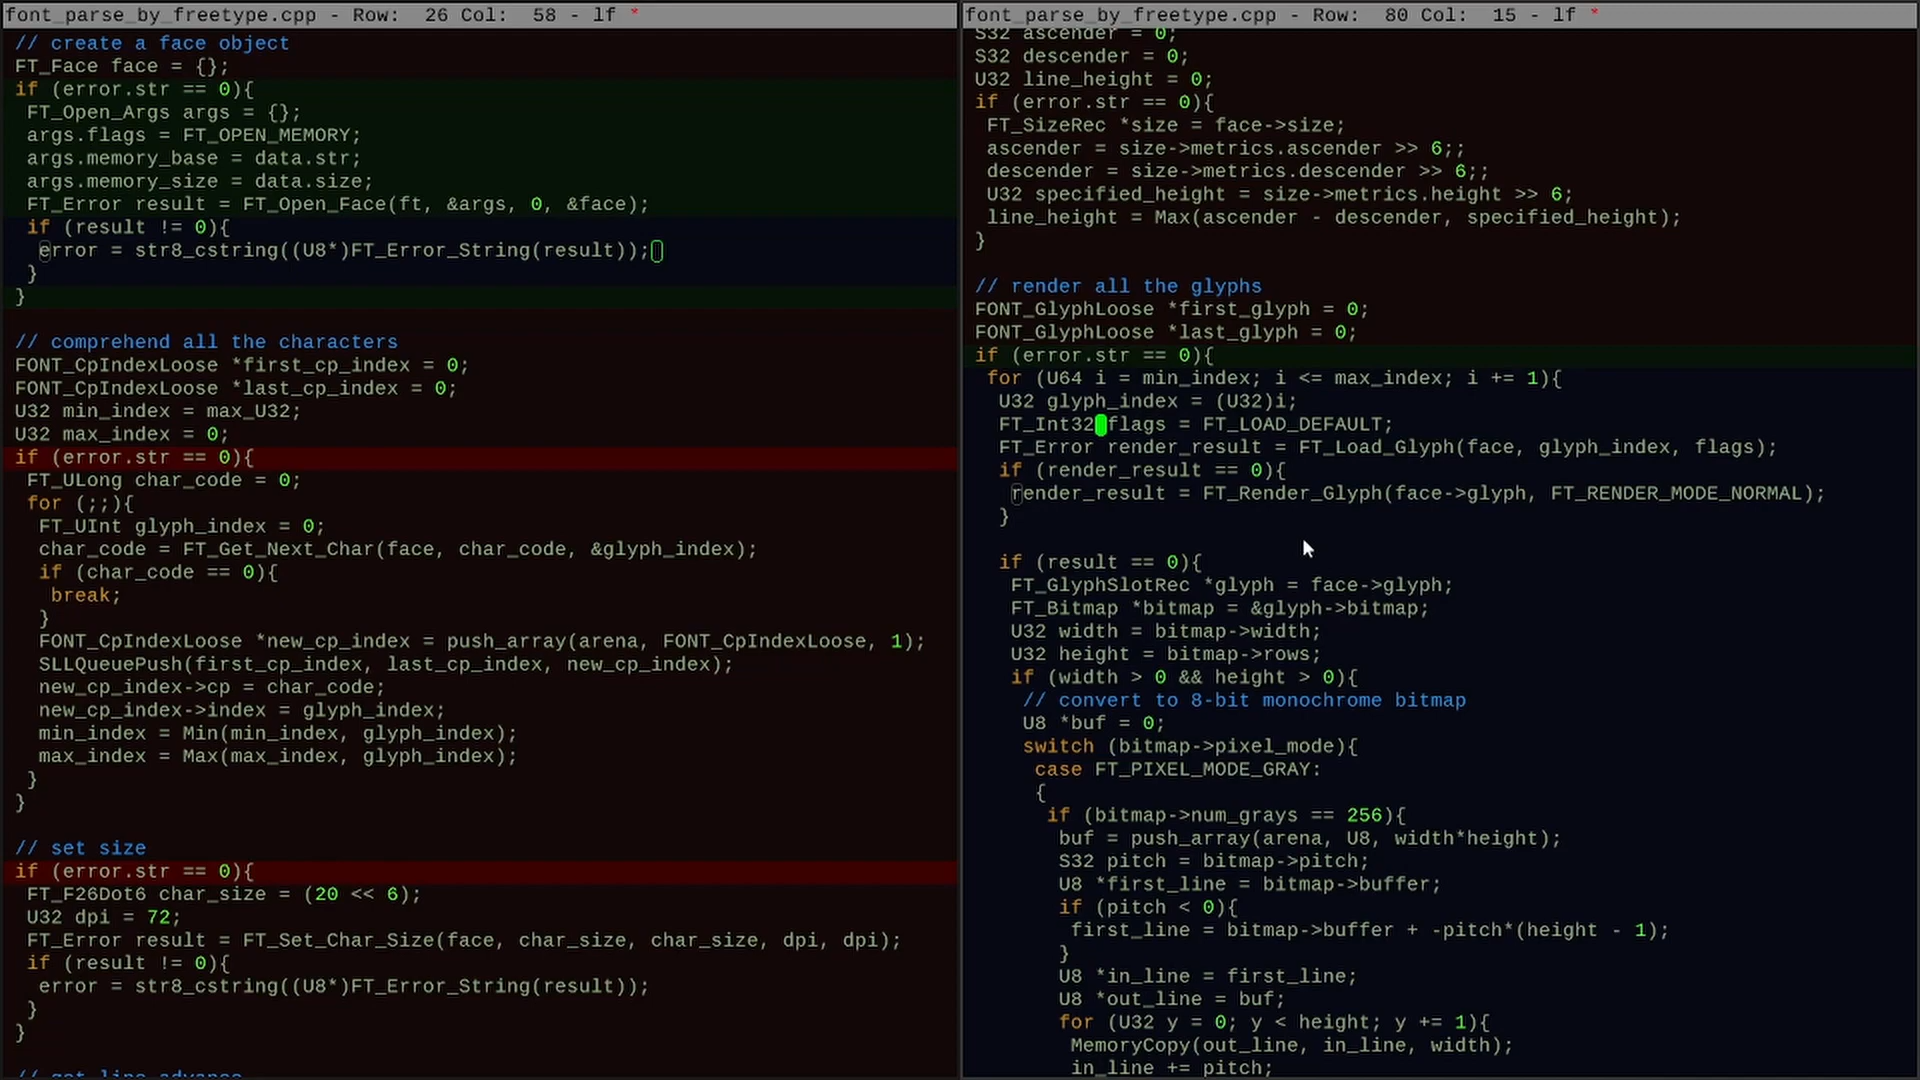 font_parse_by_freetype.cpp - Row:  26 Col:  58 - lf *
// create a face object
FT_Face face = {};
if (error.str == 0){
 FT_Open_Args args = {};
 args.flags = FT_OPEN_MEMORY;
 args.memory_base = data.str;
 args.memory_size = data.size;
 FT_Error result = FT_Open_Face(ft, &args, 0, &face);
 if (result != 0){
  error = str8_cstring((U8*)FT_Error_String(result));
 }
}
// comprehend all the characters
FONT_CpIndexLoose *first_cp_index = 0;
FONT_CpIndexLoose *last_cp_index = 0;
U32 min_index = max_U32;
U32 max_index = 0;
if (error.str == 0){
 FT_ULong char_code = 0;
 for (;;){
  FT_UInt glyph_index = 0;
  char_code = FT_Get_Next_Char(face, char_code, &glyph_index);
  if (char_code == 0){
   break;
  }
  FONT_CpIndexLoose *new_cp_index = push_array(arena, FONT_CpIndexLoose, 1);
  SLLQueuePush(first_cp_index, last_cp_index, new_cp_index);
  new_cp_index->cp = char_code;
  new_cp_index->index = glyph_index;
  min_index = Min(min_index, glyph_index);
  max_index = Max(max_index, glyph_index);
 }
}
// set size
if (error.str == 0){
 FT_F26Dot6 char_size = (20 << 6);
 U32 dpi = 72;
 FT_Error result = FT_Set_Char_Size(face, char_size, char_size, dpi, dpi);
 if (result != 0){
  error = str8_cstring((U8*)FT_Error_String(result));
 }
}
// get line advance
font_parse_by_freetype.cpp - Row:  80 Col:  15 - lf *
S32 ascender = 0;
S32 descender = 0;
U32 line_height = 0;
if (error.str == 0){
 FT_SizeRec *size = face->size;
 ascender = size->metrics.ascender >> 6;;
 descender = size->metrics.descender >> 6;;
 U32 specified_height = size->metrics.height >> 6;
 line_height = Max(ascender - descender, specified_height);
}
// render all the glyphs
FONT_GlyphLoose *first_glyph = 0;
FONT_GlyphLoose *last_glyph = 0;
if (error.str == 0){
 for (U64 i = min_index; i <= max_index; i += 1){
  U32 glyph_index = (U32)i;
  FT_Int32 flags = FT_LOAD_DEFAULT;
  FT_Error render_result = FT_Load_Glyph(face, glyph_index, flags);
  if (render_result == 0){
   render_result = FT_Render_Glyph(face->glyph, FT_RENDER_MODE_NORMAL);
  }
  if (result == 0){
   FT_GlyphSlotRec *glyph = face->glyph;
   FT_Bitmap *bitmap = &glyph->bitmap;
   U32 width = bitmap->width;
   U32 height = bitmap->rows;
   if (width > 0 && height > 0){
    // convert to 8-bit monochrome bitmap
    U8 *buf = 0;
    switch (bitmap->pixel_mode){
     case FT_PIXEL_MODE_GRAY:
     {
      if (bitmap->num_grays == 256){
       buf = push_array(arena, U8, width*height);
       S32 pitch = bitmap->pitch;
       U8 *first_line = bitmap->buffer;
       if (pitch < 0){
        first_line = bitmap->buffer + -pitch*(height - 1);
       }
       U8 *in_line = first_line;
       U8 *out_line = buf;
       for (U32 y = 0; y < height; y += 1){
        MemoryCopy(out_line, in_line, width);
        in_line += pitch;